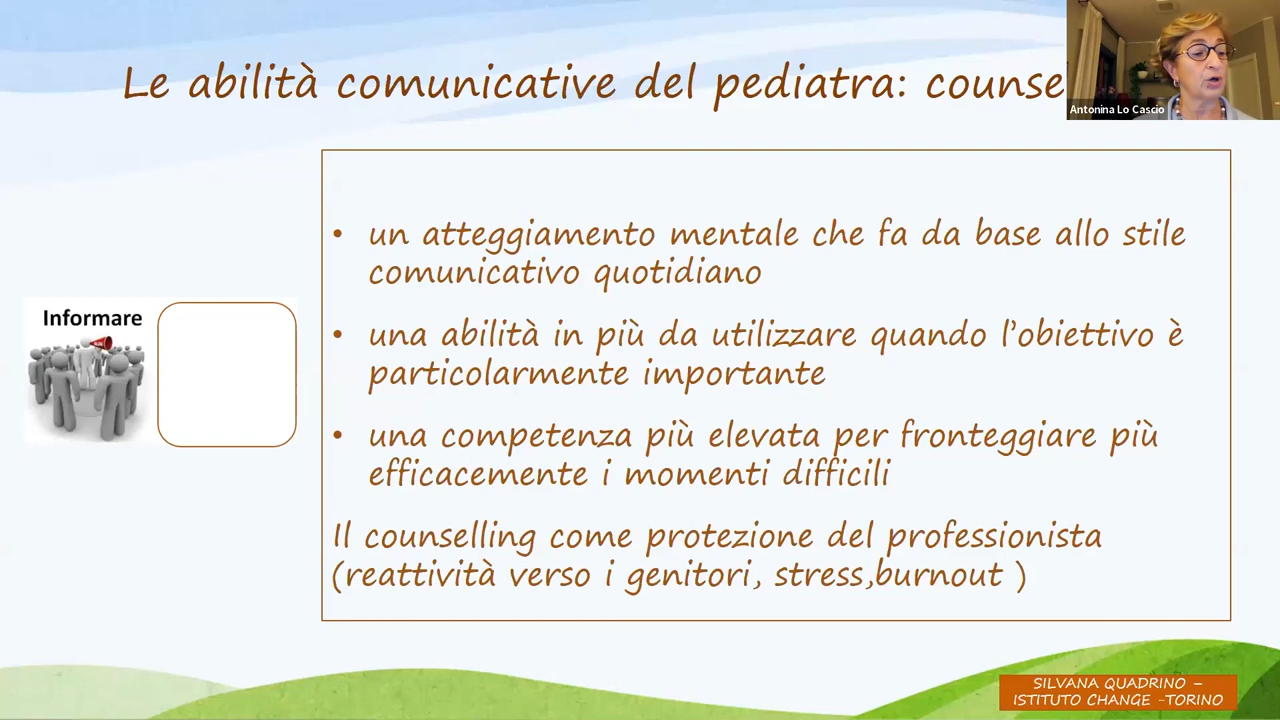 Le abilità comunicative del pediatra: counse
Antonina Lo Cascio
• un atteggiamento mentale che fa da base allo stile
comunicativo quotidiano
• una abilità in più da utilizzare quando l’obiettivo è
particolarmente importante
• una competenza più elevata per fronteggiare più
efficacemente i momenti difficili
Il counselling come protezione del professionista
(reattività verso i genitori, stress,burnout )
Informare
SILVANA QUADRINO –
ISTITUTO CHANGE -TORINO